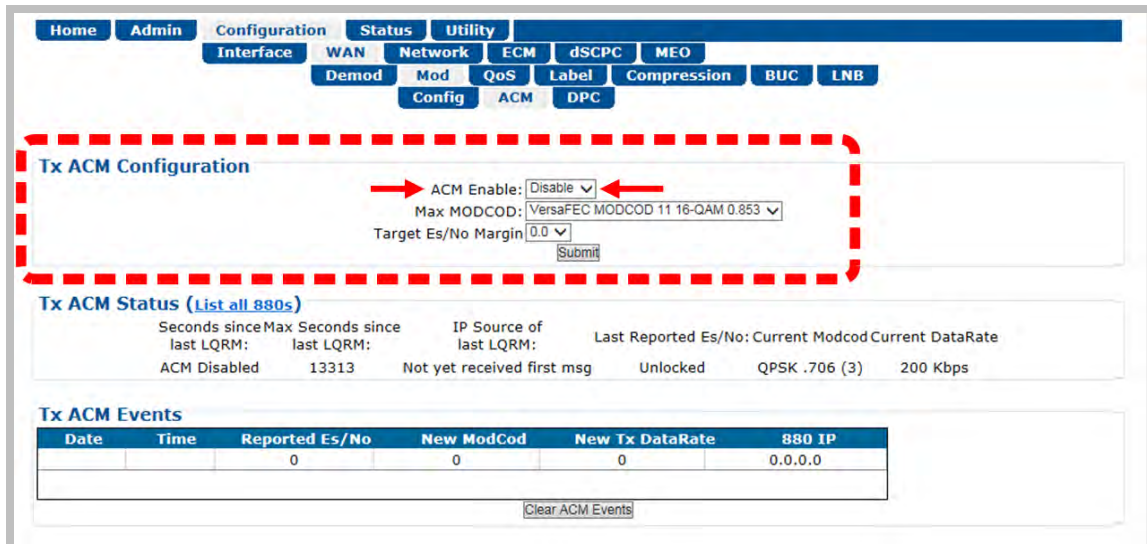 Home Admin Configuration Status Utility
Interface WAN Network ECM dSCPC MEO
Demod Mod QoS Label Compression BUC LNB
Config ACM DPC
Tx ACM Configuration
ACM Enable: Disable
Max MODCOD: VersaFEC MODCOD 11 16-QAM 0.853
Target Es/No Margin 0.0
Submit
Tx ACM Status (List all 880s)
Seconds since last LQRM: Max Seconds since last LQRM: IP Source of last LQRM: Last Reported Es/No: Current Modcod Current DataRate
ACM Disabled 13313 Not yet received first msg Unlocked QPSK .706 (3) 200 Kbps
Tx ACM Events
Date Time Reported Es/No New ModCod New Tx DataRate 880 IP
0 0 0 0.0.0.0
Clear ACM Events